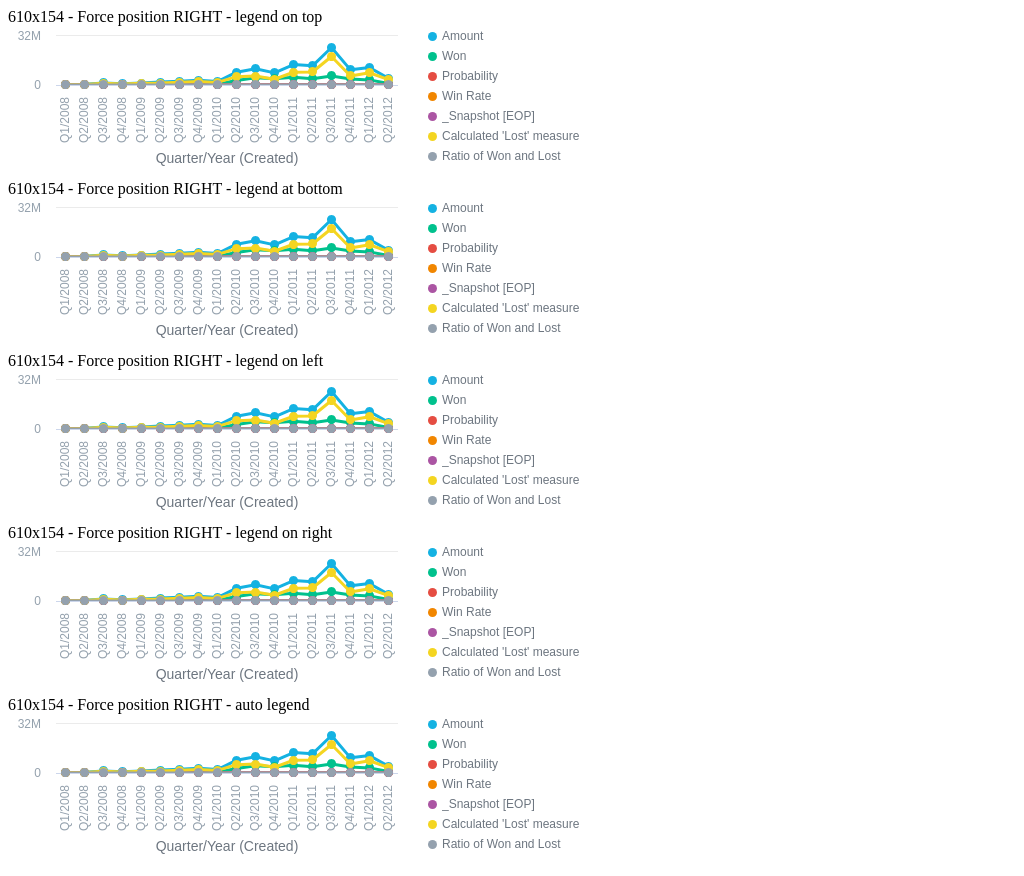 610x154 - Force position RIGHT - legend on top
32M
0
Q1/2008
Q2/2008
Q3/2008
Q4/2008
Q1/2009
Q2/2009
Q3/2009
Q4/2009
Q1/2010
Q2/2010
Q3/2010
Q4/2010
Q1/2011
Q2/2011
Q3/2011
Q4/2011
Q1/2012
Q2/2012
Quarter/Year (Created)
Amount
Won
Probability
Win Rate
_Snapshot [EOP]
Calculated 'Lost' measure
Ratio of Won and Lost
610x154 - Force position RIGHT - legend at bottom
32M
0
Q1/2008
Q2/2008
Q3/2008
Q4/2008
Q1/2009
Q2/2009
Q3/2009
Q4/2009
Q1/2010
Q2/2010
Q3/2010
Q4/2010
Q1/2011
Q2/2011
Q3/2011
Q4/2011
Q1/2012
Q2/2012
Quarter/Year (Created)
Amount
Won
Probability
Win Rate
_Snapshot [EOP]
Calculated 'Lost' measure
Ratio of Won and Lost
610x154 - Force position RIGHT - legend on left
32M
0
Q1/2008
Q2/2008
Q3/2008
Q4/2008
Q1/2009
Q2/2009
Q3/2009
Q4/2009
Q1/2010
Q2/2010
Q3/2010
Q4/2010
Q1/2011
Q2/2011
Q3/2011
Q4/2011
Q1/2012
Q2/2012
Quarter/Year (Created)
Amount
Won
Probability
Win Rate
_Snapshot [EOP]
Calculated 'Lost' measure
Ratio of Won and Lost
610x154 - Force position RIGHT - legend on right
32M
0
Q1/2008
Q2/2008
Q3/2008
Q4/2008
Q1/2009
Q2/2009
Q3/2009
Q4/2009
Q1/2010
Q2/2010
Q3/2010
Q4/2010
Q1/2011
Q2/2011
Q3/2011
Q4/2011
Q1/2012
Q2/2012
Quarter/Year (Created)
Amount
Won
Probability
Win Rate
_Snapshot [EOP]
Calculated 'Lost' measure
Ratio of Won and Lost
610x154 - Force position RIGHT - auto legend
32M
0
Q1/2008
Q2/2008
Q3/2008
Q4/2008
Q1/2009
Q2/2009
Q3/2009
Q4/2009
Q1/2010
Q2/2010
Q3/2010
Q4/2010
Q1/2011
Q2/2011
Q3/2011
Q4/2011
Q1/2012
Q2/2012
Quarter/Year (Created)
Amount
Won
Probability
Win Rate
_Snapshot [EOP]
Calculated 'Lost' measure
Ratio of Won and Lost